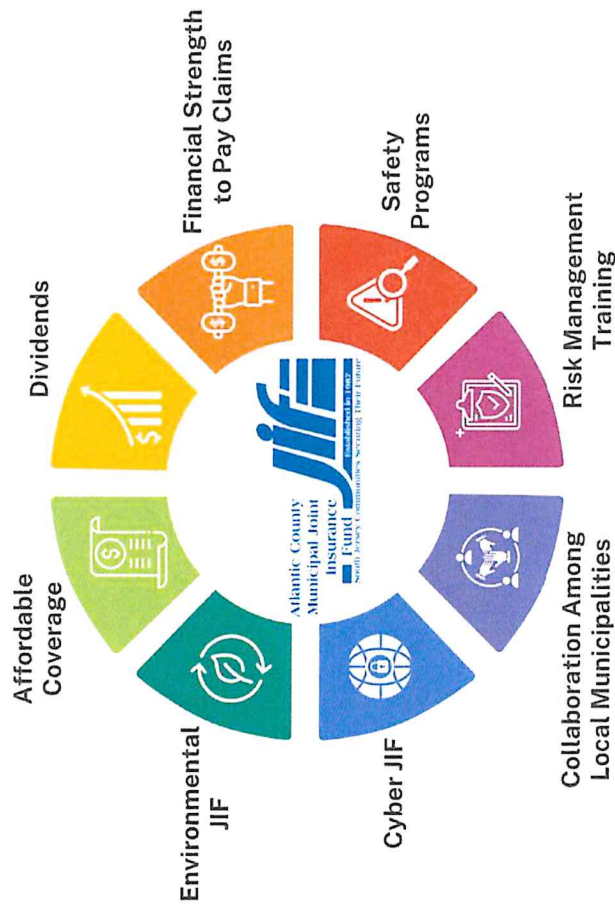 Affordable
Coverage
Dividends
Environmental
JIF
Financial Strength
to Pay Claims
$
$
$
$
Atlantic County
Municipal Joint
Insurance
Fund
Jif
Established in 1987
South Jersey Communities Securing Their Future
Cyber JIF
Safety
Programs
Collaboration Among
Local Municipalities
Risk Management
Training